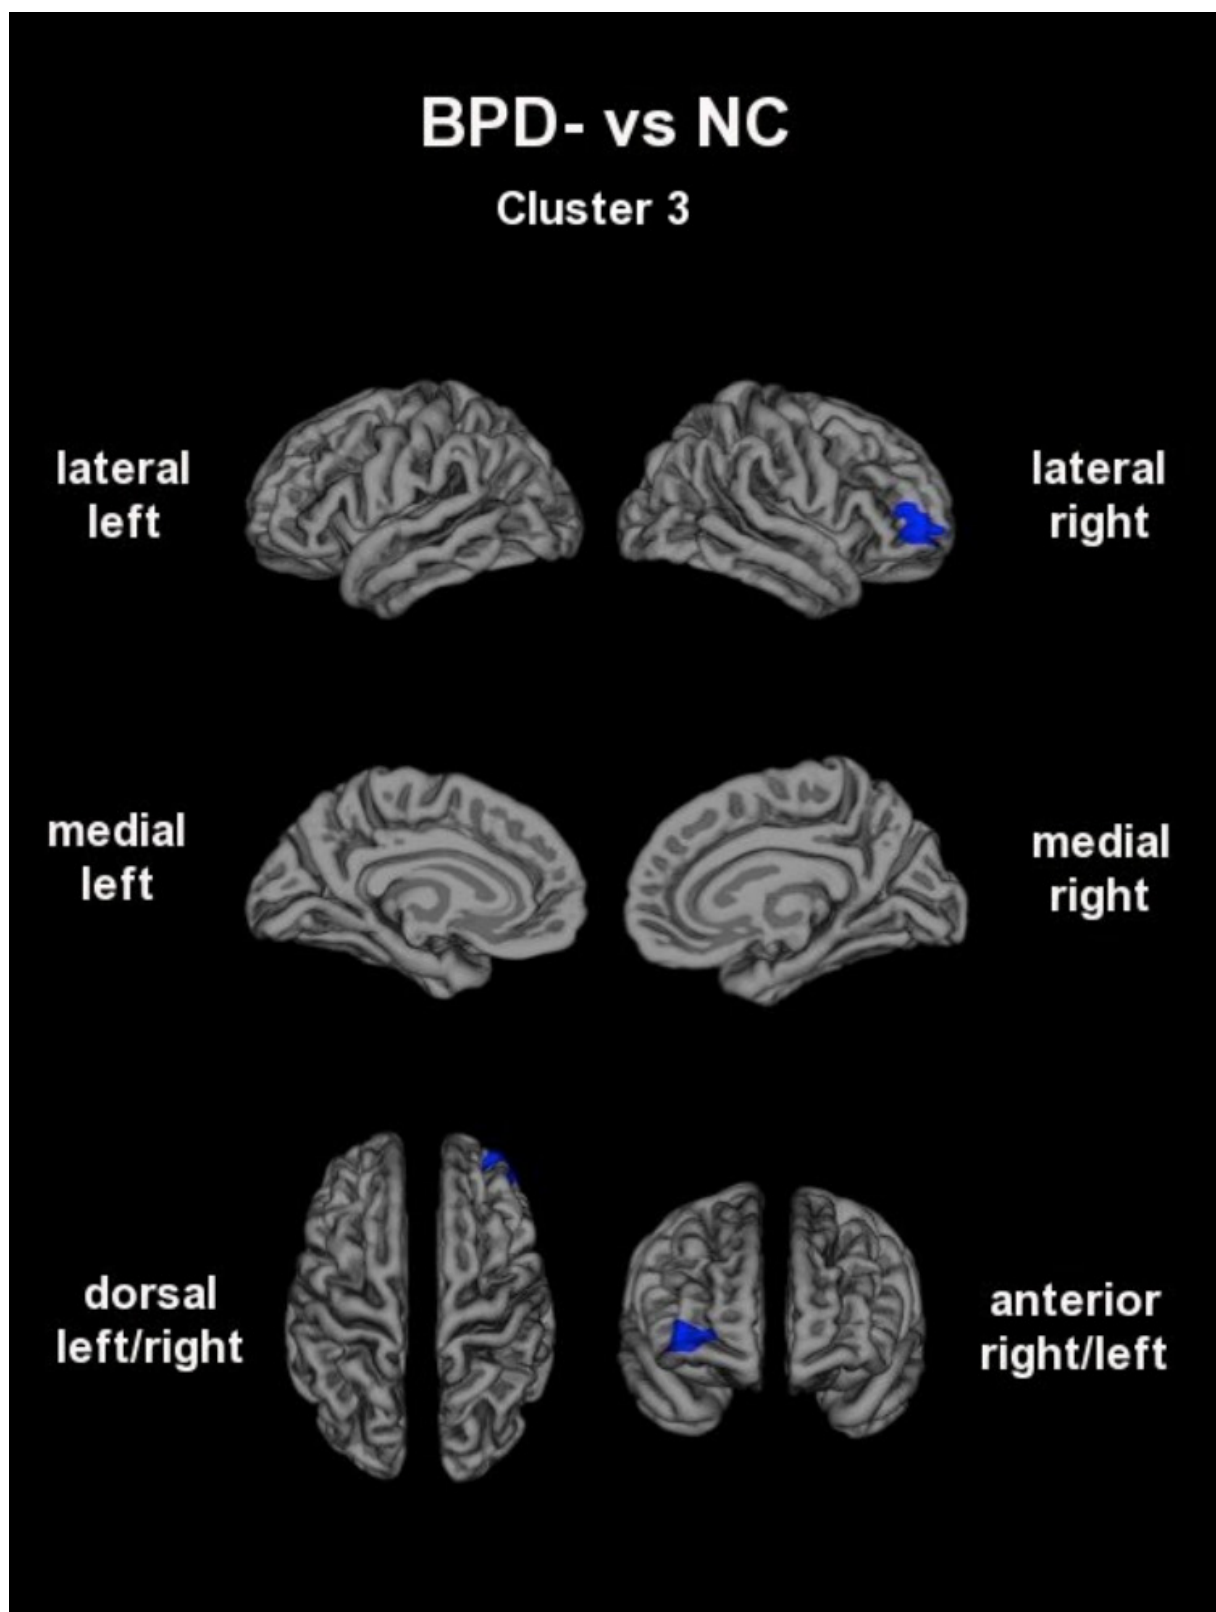 BPD- vs NC
Cluster 3
lateral
left
lateral
right
medial
left
medial
right
dorsal
left/right
anterior
right/left